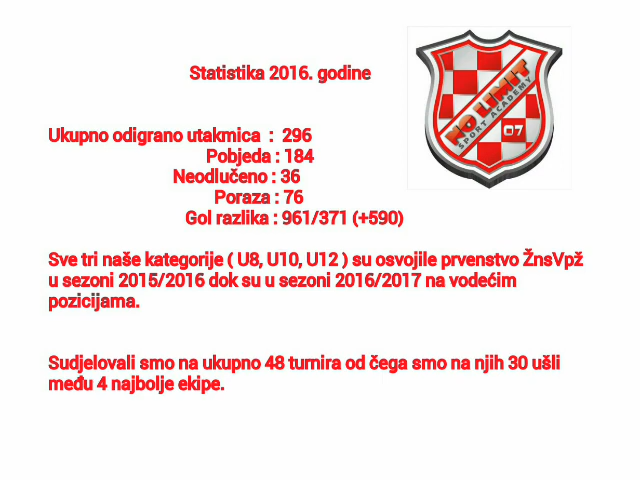 Statistika 2016. godine
NO LIMIT
SPORT ACADEMY
07
Ukupno odigrano utakmica : 296
Pobjeda : 184
Neodlučeno : 36
Poraza : 76
Gol razlika : 961/371 (+590)
Sve tri naše kategorije ( U8, U10, U12 ) su osvojile prvenstvo ŽnsVpž
u sezoni 2015/2016 dok su u sezoni 2016/2017 na vodećim
pozicijama.
Sudjelovali smo na ukupno 48 turnira od čega smo na njih 30 ušli
među 4 najbolje ekipe.